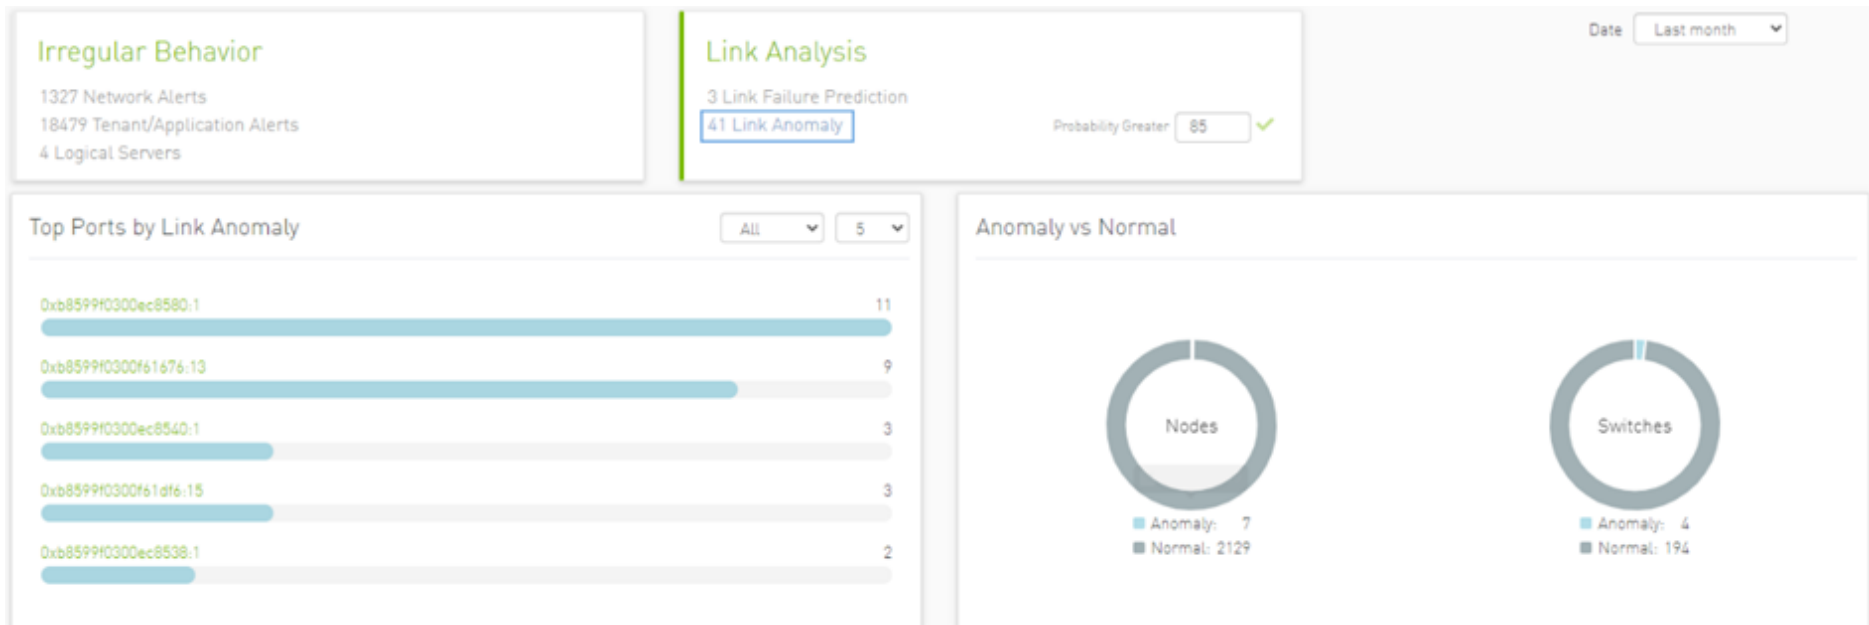 Irregular Behavior
1327 Network Alerts
18479 Tenant/Application Alerts
4 Logical Servers
Link Analysis
3 Link Failure Prediction
41 Link Anomaly
Probability Greater 85
Date Last month
Top Ports by Link Anomaly
All 5
0xb8599f0300ec8580:1 11
0xb8599f0300f61676:13 9
0xb8599f0300ec8540:1 3
0xb8599f0300f61df6:15 3
0xb8599f0300ec8538:1 2
Anomaly vs Normal
Nodes
Anomaly: 7
Normal: 2129
Switches
Anomaly: 4
Normal: 194